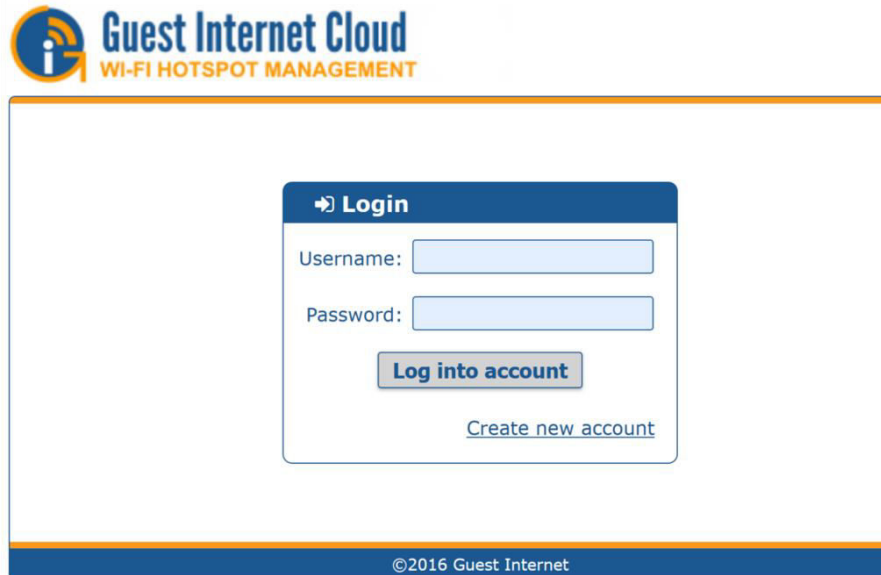 Guest Internet Cloud
WI-FI HOTSPOT MANAGEMENT
Login
Username:
Password:
Log into account
Create new account
©2016 Guest Internet